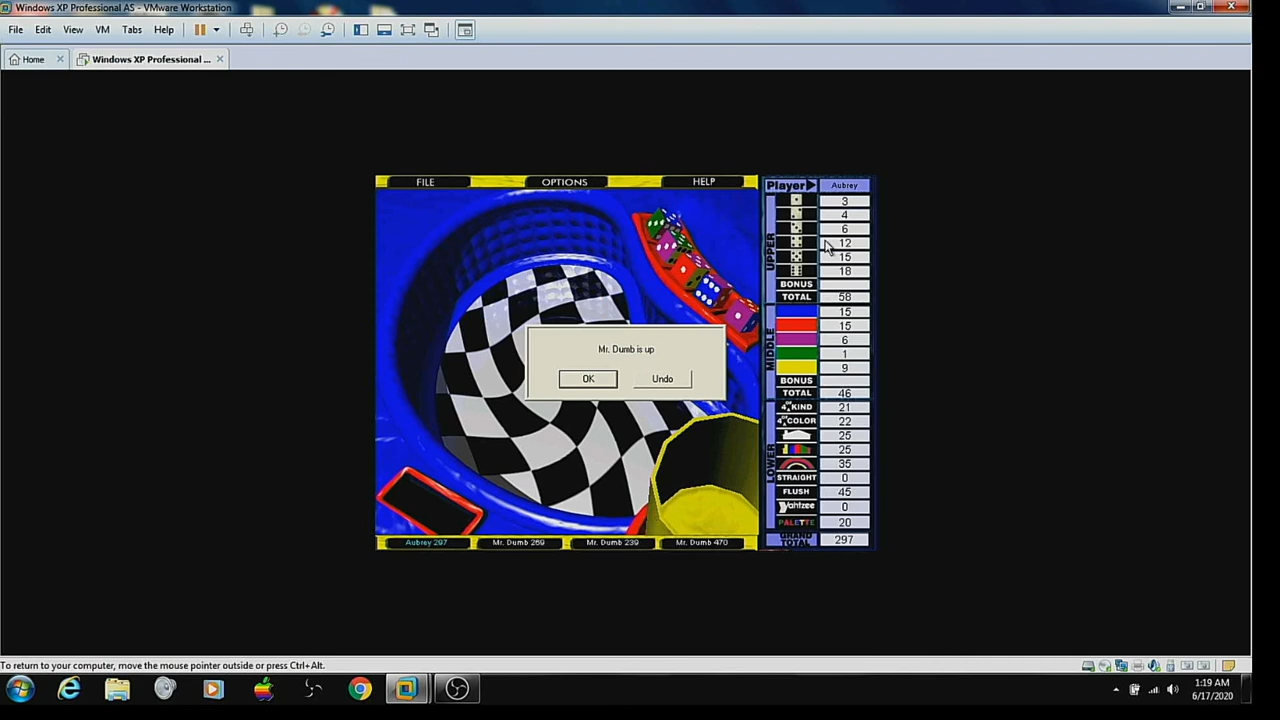 Windows XP Professional AS - VMware Workstation
File Edit View VM Tabs Help
Home
Windows XP Professional ...
FILE OPTIONS HELP
Player Aubrey
UPPER
3
4
6
12
15
18
BONUS
TOTAL 58
MIDDLE
15
15
6
1
9
BONUS
TOTAL 46
LOWER
4 OF A KIND 21
4 OF A COLOR 22
25
25
35
STRAIGHT 0
FLUSH 45
Yahtzee 0
PALETTE 20
GRAND TOTAL 297
Mr. Dumb is up
OK Undo
Aubrey 297 Mr. Dumb 269 Mr. Dumb 239 Mr. Dumb 470
To return to your computer, move the mouse pointer outside or press Ctrl+Alt.
1:19 AM
6/17/2020